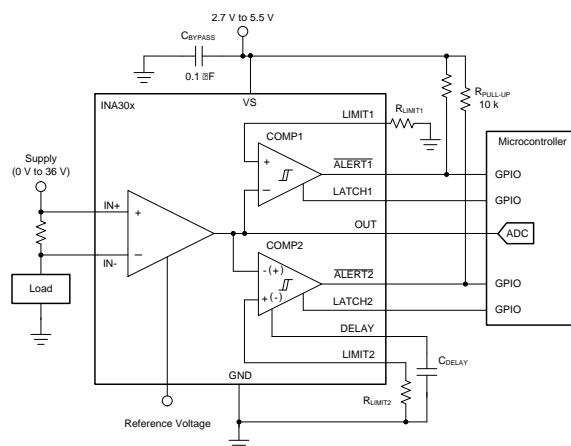 2.7 V to 5.5 V
CBYPASS
0.1 �F
RPULL-UP
10 k
INA30x
VS
LIMIT1
RLIMIT1
COMP1
Microcontroller
Supply
(0 V to 36 V)
+
ALERT1
GPIO
-
LATCH1
GPIO
IN+
+
OUT
ADC
IN-
-
COMP2
- (+)
ALERT2
GPIO
Load
+ (-)
LATCH2
GPIO
DELAY
LIMIT2
CDELAY
GND
RLIMIT2
Reference Voltage